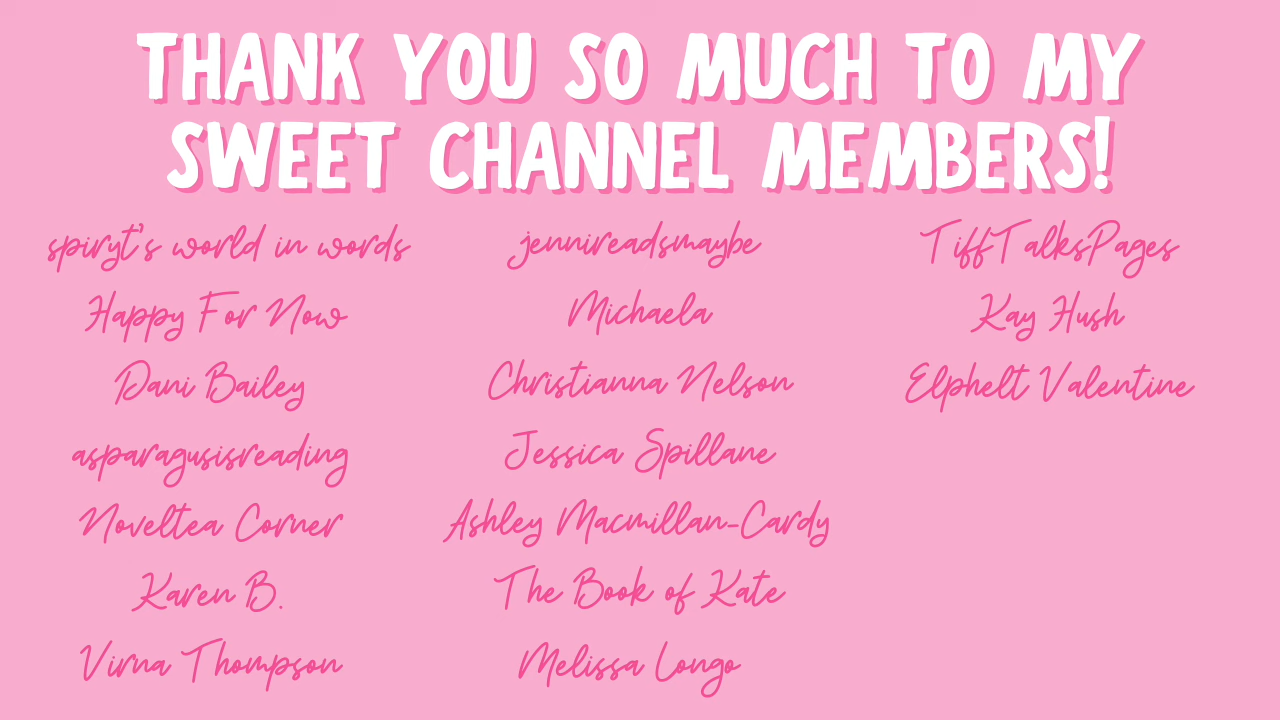 THANK YOU SO MUCH TO MY
SWEET CHANNEL MEMBERS!
spiryt's world in words
Happy For Now
Dani Bailey
asparagusisreading
Noveltea Corner
Karen B.
Virna Thompson
jennireadsmaybe
Michaela
Christianna Nelson
Jessica Spillane
Ashley Macmillan-Cardy
The Book of Kate
Melissa Longo
TiffTalksPages
Kay Hush
Elphelt Valentine